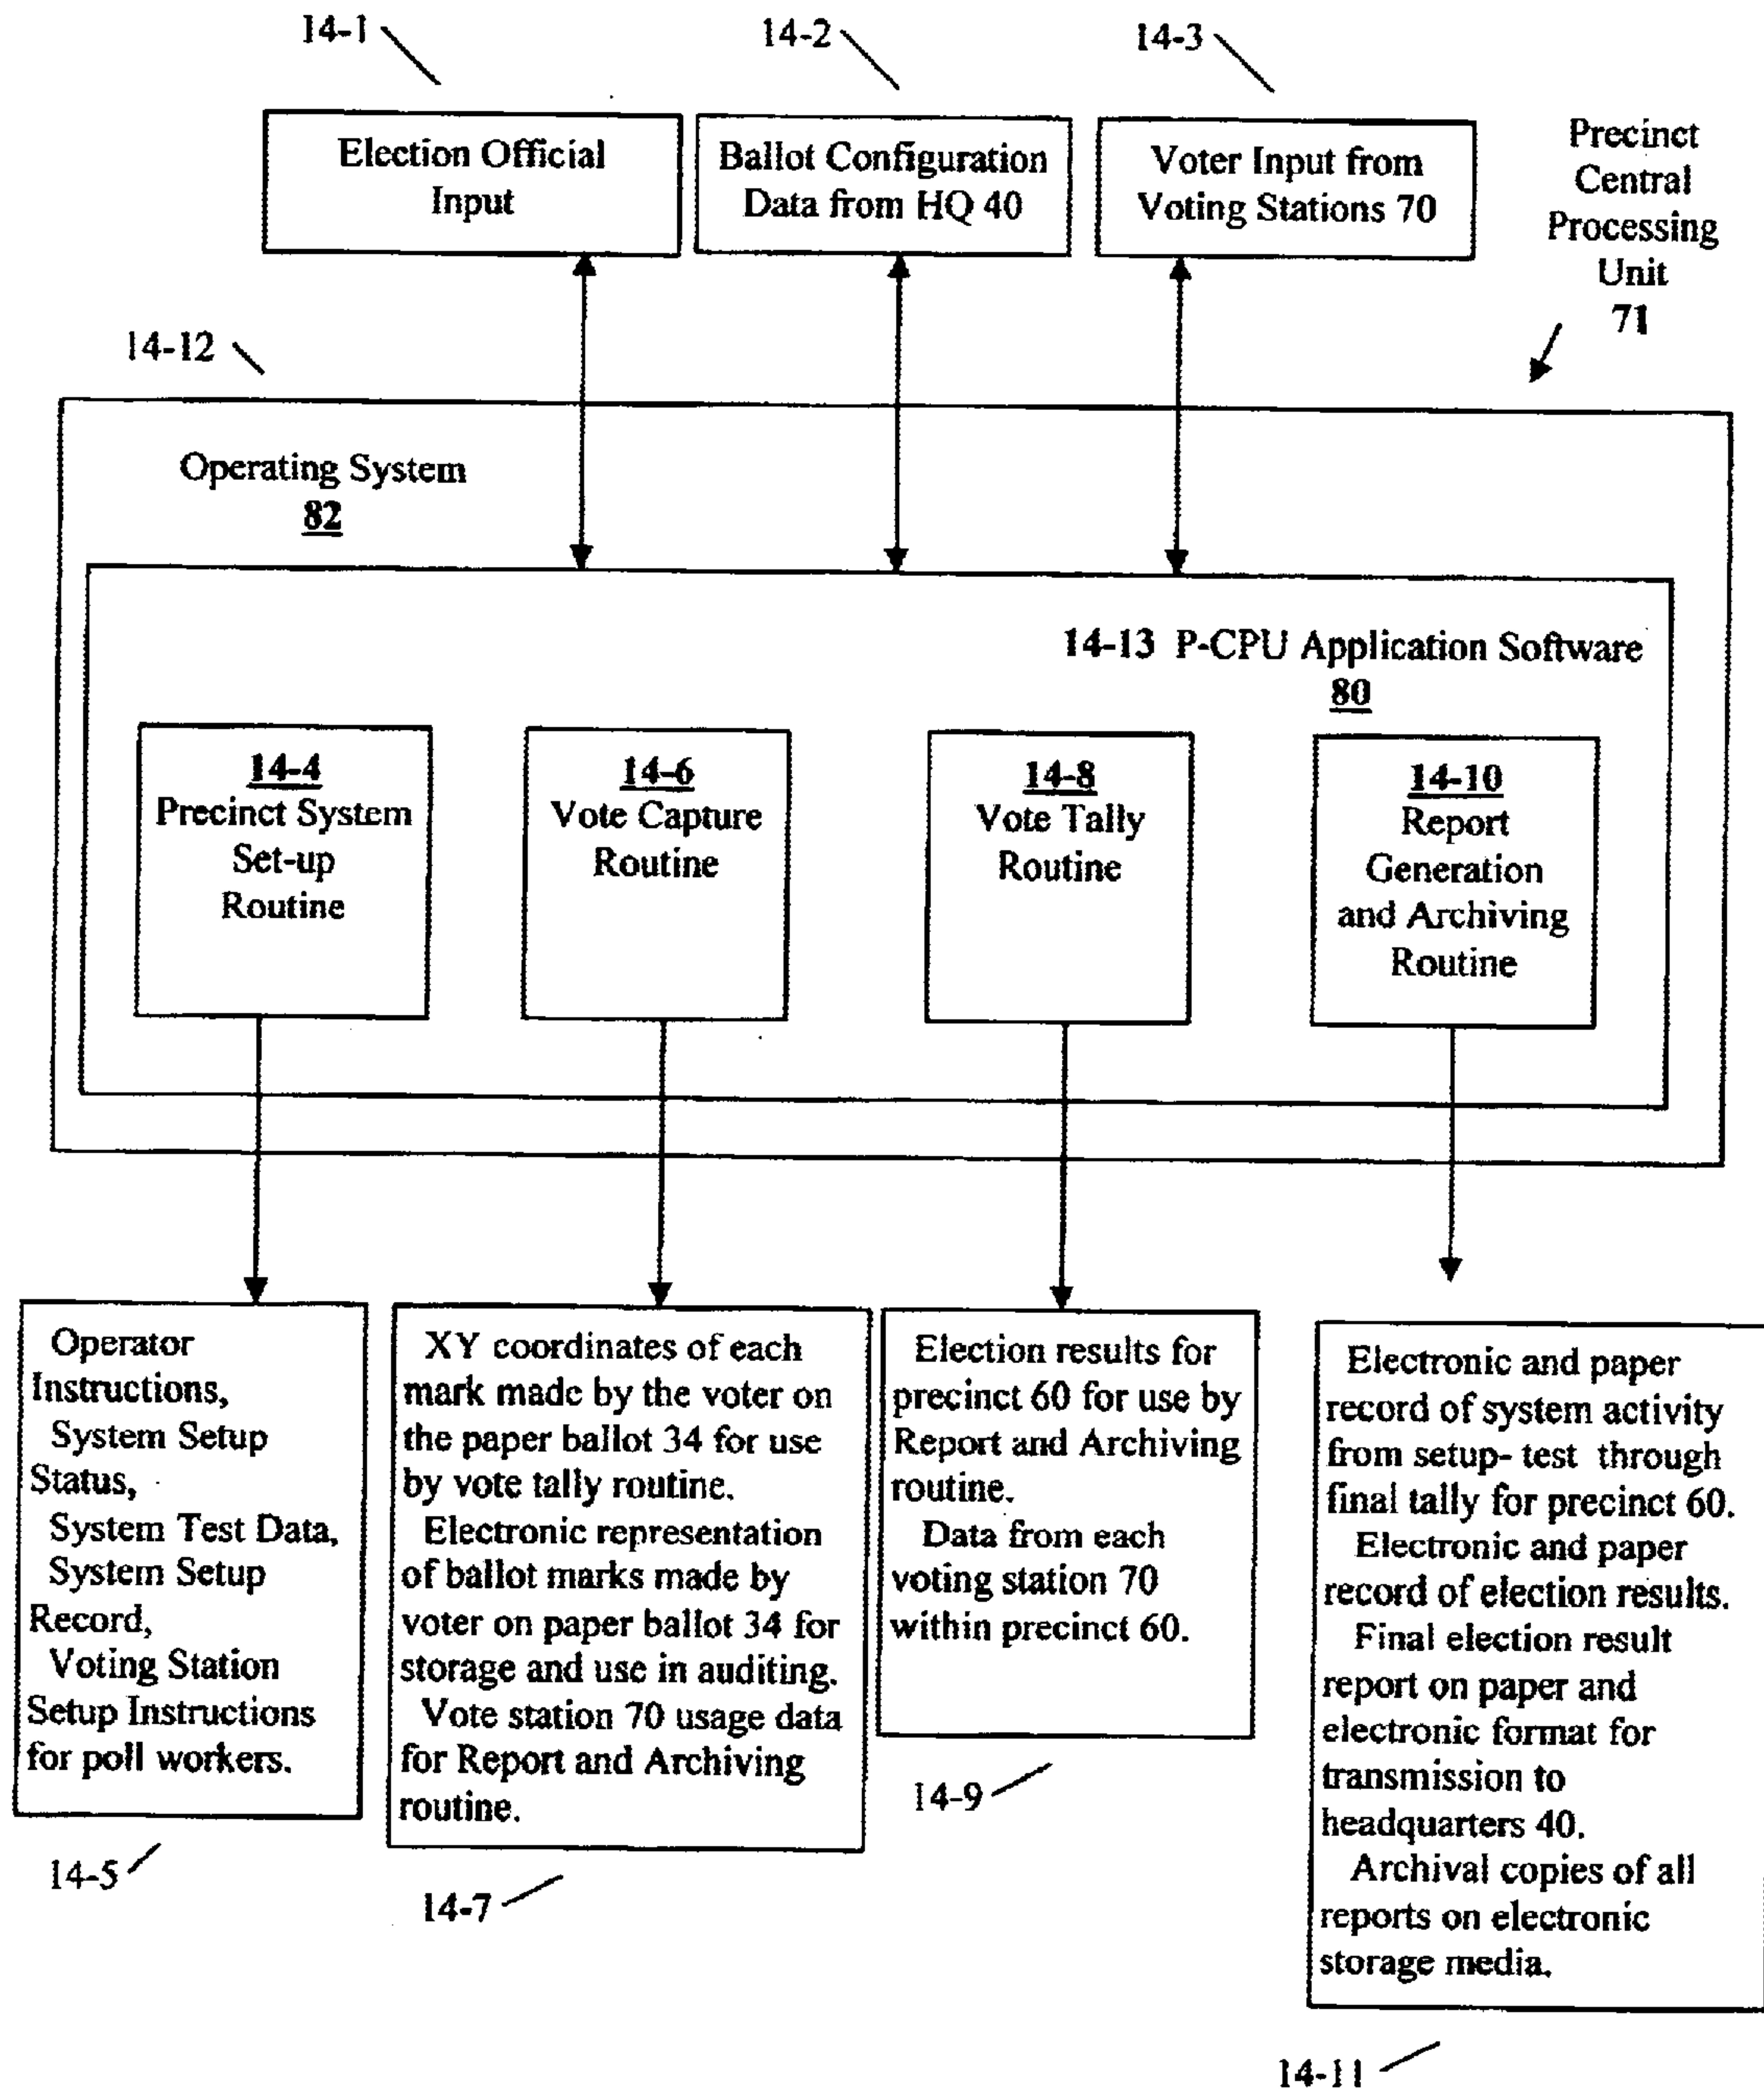 14-1
14-2
14-3
Election Official
Input
Ballot Configuration
Data from HQ 40
Voter Input from
Voting Stations 70
Precinct
Central
Processing
Unit
71
14-12
Operating System
82
14-13 P-CPU Application Software
80
14-4
Precinct System
Set-up
Routine
14-6
Vote Capture
Routine
14-8
Vote Tally
Routine
14-10
Report
Generation
and Archiving
Routine
Operator
Instructions,
System Setup
Status,
System Test Data,
System Setup
Record,
Voting Station
Setup Instructions
for poll workers.
14-5
XY coordinates of each
mark made by the voter on
the paper ballot 34 for use
by vote tally routine.
Electronic representation
of ballot marks made by
voter on paper ballot 34 for
storage and use in auditing.
Vote station 70 usage data
for Report and Archiving
routine.
14-7
Election results for
precinct 60 for use by
Report and Archiving
routine.
Data from each
voting station 70
within precinct 60.
14-9
Electronic and paper
record of system activity
from setup- test through
final tally for precinct 60.
Electronic and paper
record of election results.
Final election result
report on paper and
electronic format for
transmission to
headquarters 40.
Archival copies of all
reports on electronic
storage media.
14-11